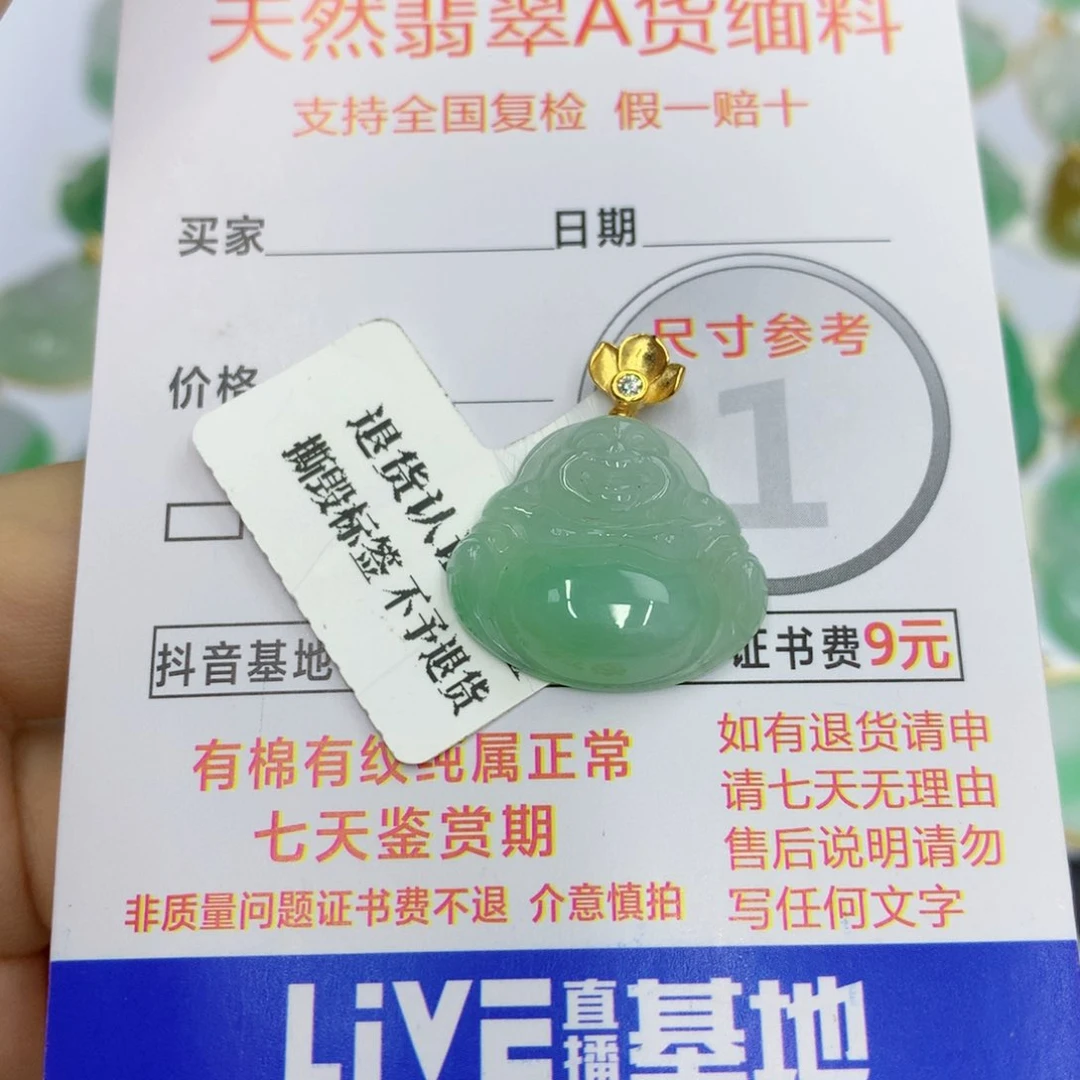 天然翡翠A货缅料
支持全国复检 假一赔十
买家 日期
尺寸参考
价格
1
退货认
撕毁标签 不予退货
抖音基地
证书费9元
有棉有纹纯属正常
七天鉴赏期
非质量问题证书费不退 介意慎拍
如有退货请申
请七天无理由
售后说明请勿
写任何文字
LiVE直播基地